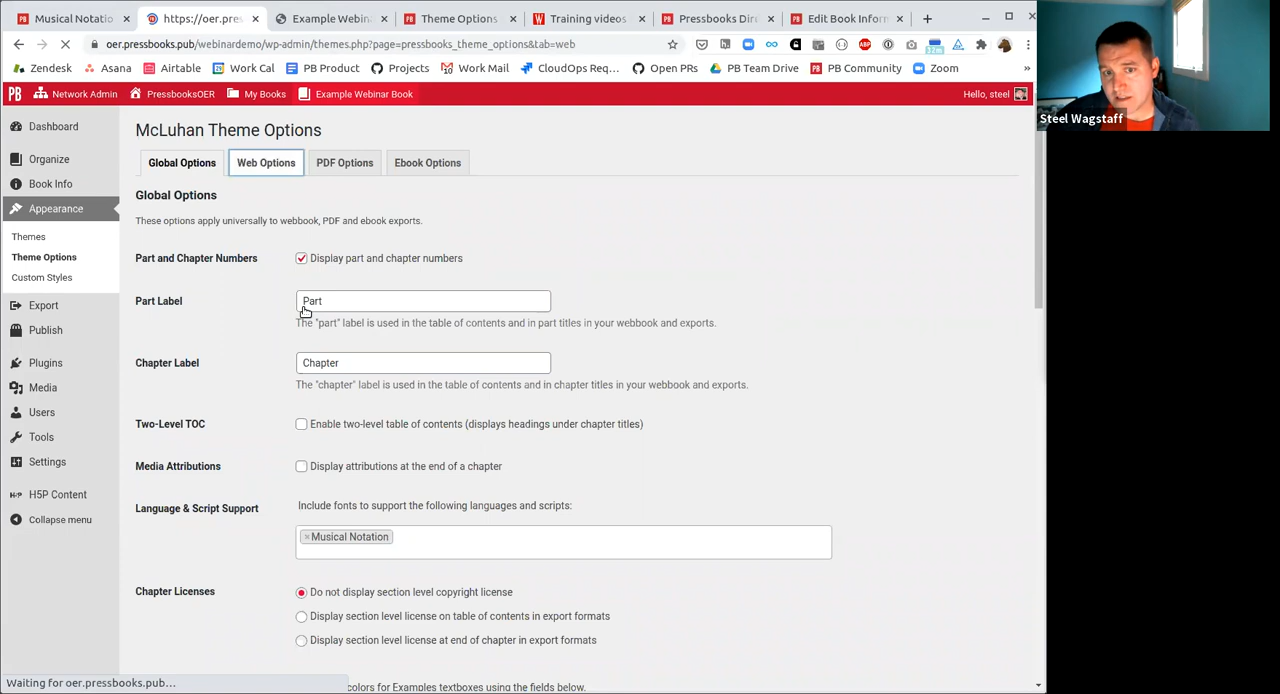 Musical Notatio
https://oer.pres
Example Webin
Theme Options
Training videos
Pressbooks Dir
Edit Book Infor
oer.pressbooks.pub/webinardemo/wp-admin/themes.php?page=pressbooks_theme_options&tab=web
Zendesk Asana Airtable Work Cal PB Product Projects Work Mail CloudOps Req... Open PRs PB Team Drive PB Community Zoom »
PB Network Admin PressbooksOER My Books Example Webinar Book Hello, steel
Steel Wagstaff
Dashboard
Organize
Book Info
Appearance
Themes
Theme Options
Custom Styles
Export
Publish
Plugins
Media
Users
Tools
Settings
H-P H5P Content
Collapse menu
McLuhan Theme Options
Global Options Web Options PDF Options Ebook Options
Global Options
These options apply universally to webbook, PDF and ebook exports.
Part and Chapter Numbers Display part and chapter numbers
Part Label Part
The "part" label is used in the table of contents and in part titles in your webbook and exports.
Chapter Label Chapter
The "chapter" label is used in the table of contents and in chapter titles in your webbook and exports.
Two-Level TOC Enable two-level table of contents (displays headings under chapter titles)
Media Attributions Display attributions at the end of a chapter
Language & Script Support Include fonts to support the following languages and scripts:
× Musical Notation
Chapter Licenses Do not display section level copyright license
Display section level license on table of contents in export formats
Display section level license at end of chapter in export formats
colors for Examples textboxes using the fields below.
Waiting for oer.pressbooks.pub...